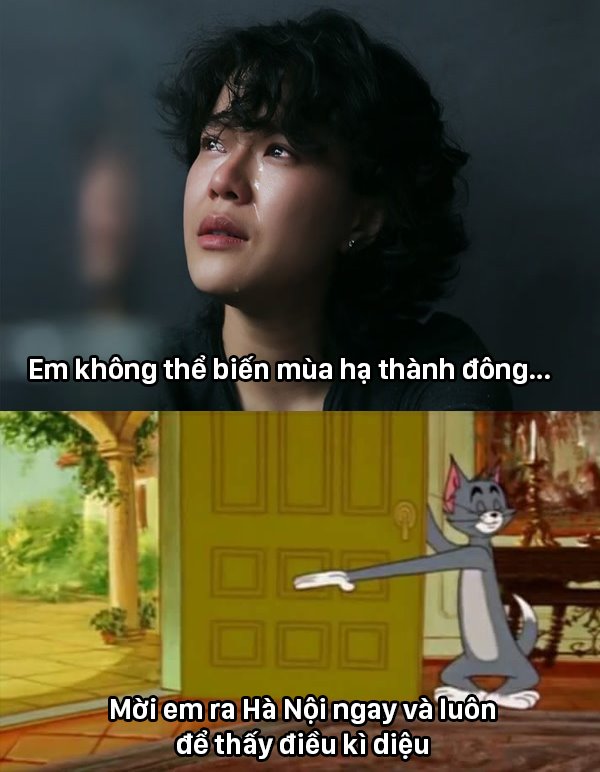 Em không thể biến mùa hạ thành đông...
Mời em ra Hà Nội ngay và luôn
để thấy điều kì diệu